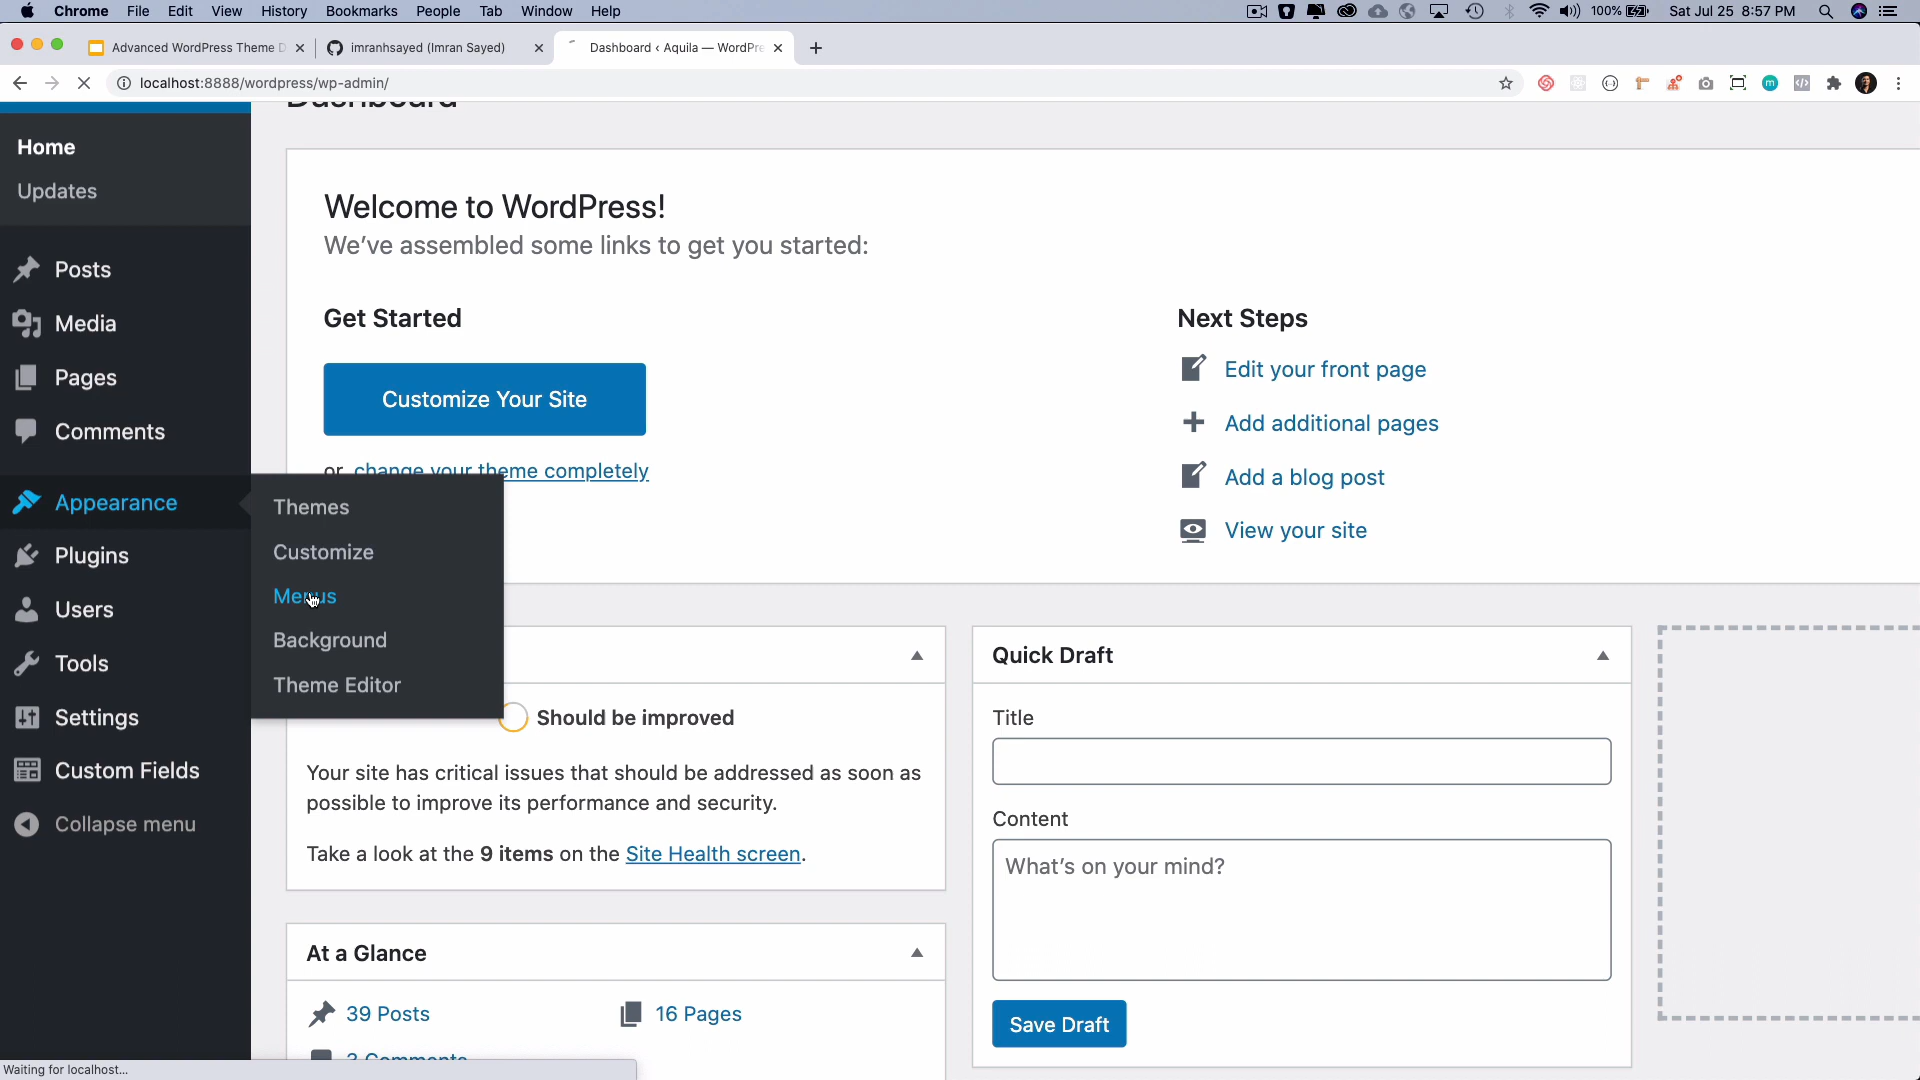 Chrome File Edit View History Bookmarks People Tab Window Help 100% Sat Jul 25 8:57 PM
Advanced WordPress Theme D imranhsayed (Imran Sayed) Dashboard ‹ Aquila — WordPre
localhost:8888/wordpress/wp-admin/
Dashboard
Home
Updates
Posts
Media
Pages
Comments
Appearance
Plugins
Users
Tools
Settings
Custom Fields
Collapse menu
Themes
Customize
Menus
Background
Theme Editor
Welcome to WordPress!
We've assembled some links to get you started:
Get Started
Customize Your Site
or change your theme completely
Next Steps
Edit your front page
Add additional pages
Add a blog post
View your site
Should be improved
Your site has critical issues that should be addressed as soon as
possible to improve its performance and security.
Take a look at the 9 items on the Site Health screen.
At a Glance
39 Posts
16 Pages
3 Comments
Quick Draft
Title
Content
What's on your mind?
Save Draft
Waiting for localhost...